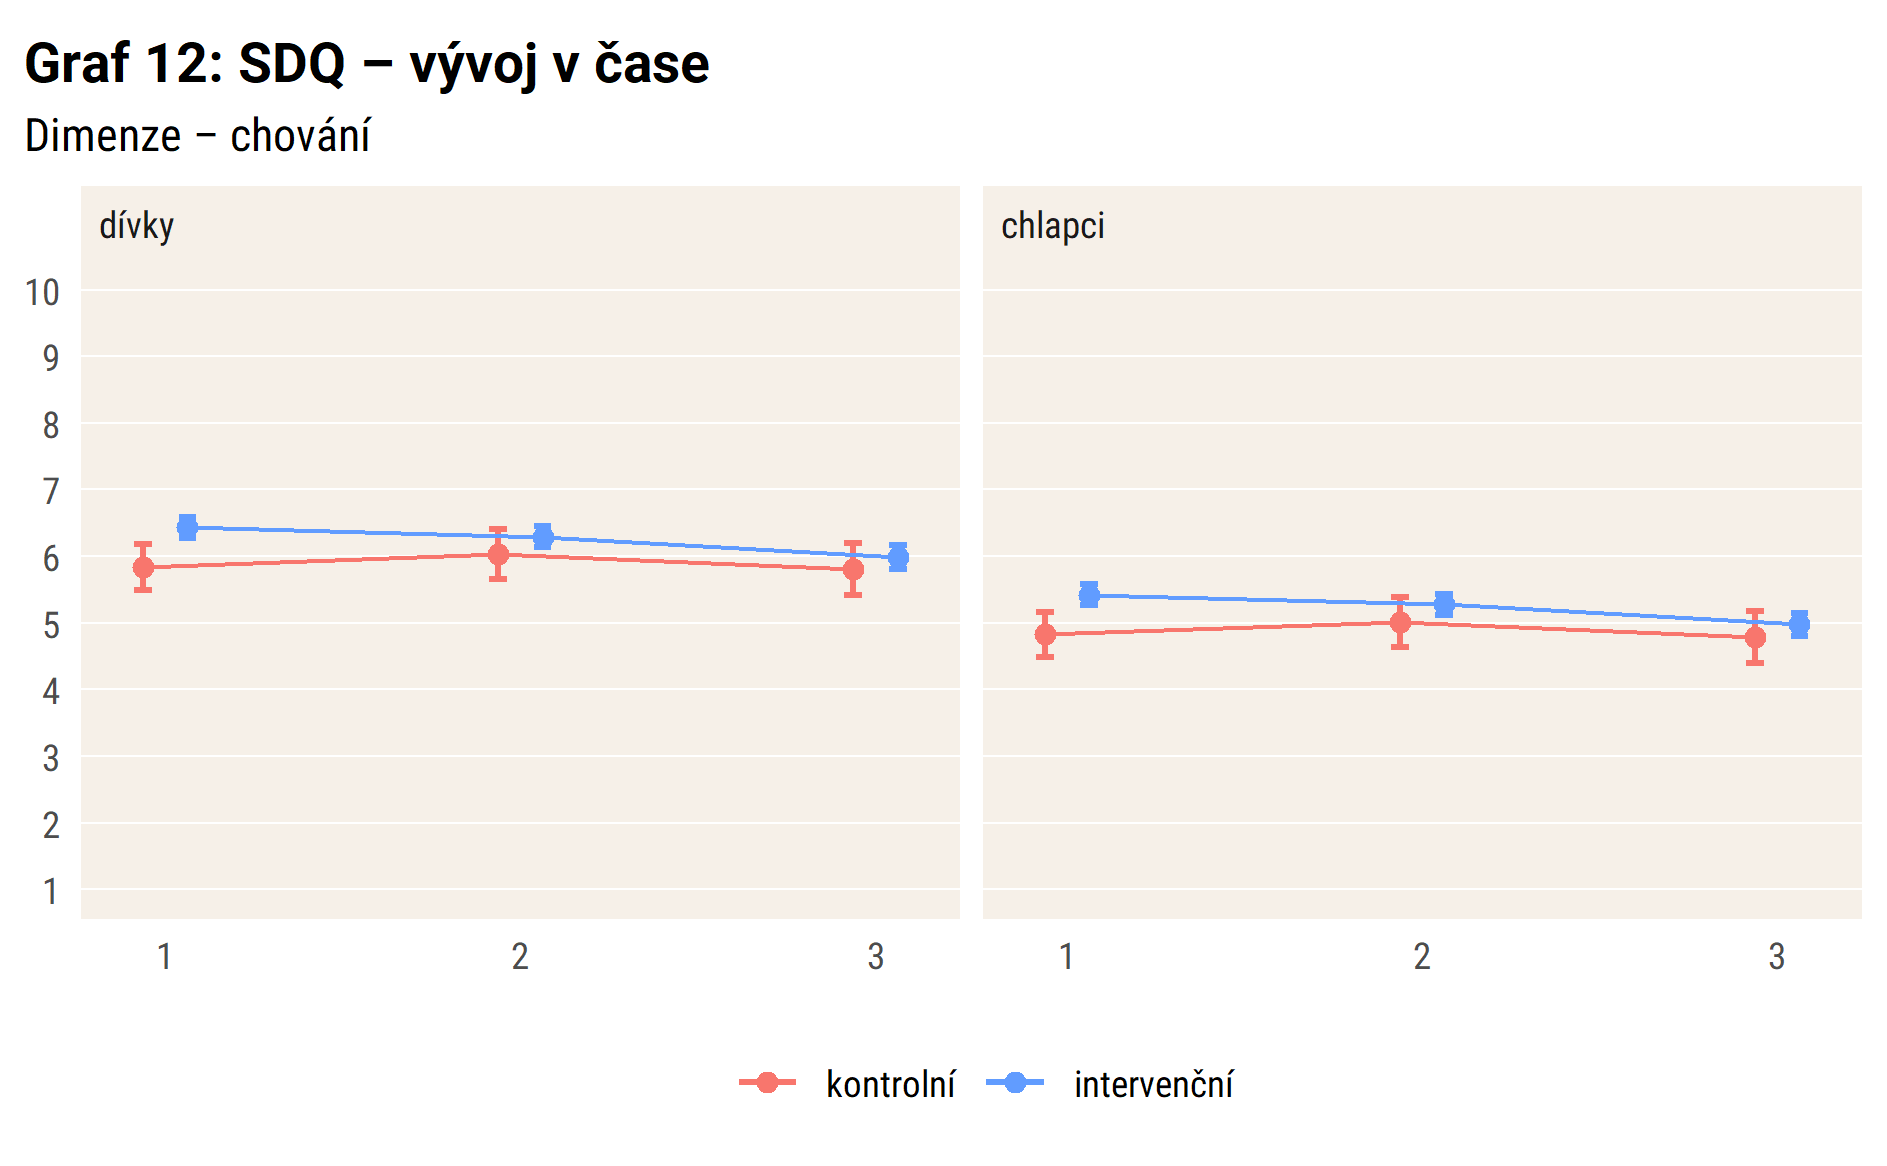 Graf 12: SDQ – vývoj v čase
Dimenze – chování
dívky
chlapci
10
9
8
7
6
5
4
3
2
1
1 2 3
1 2 3
kontrolní
intervenční